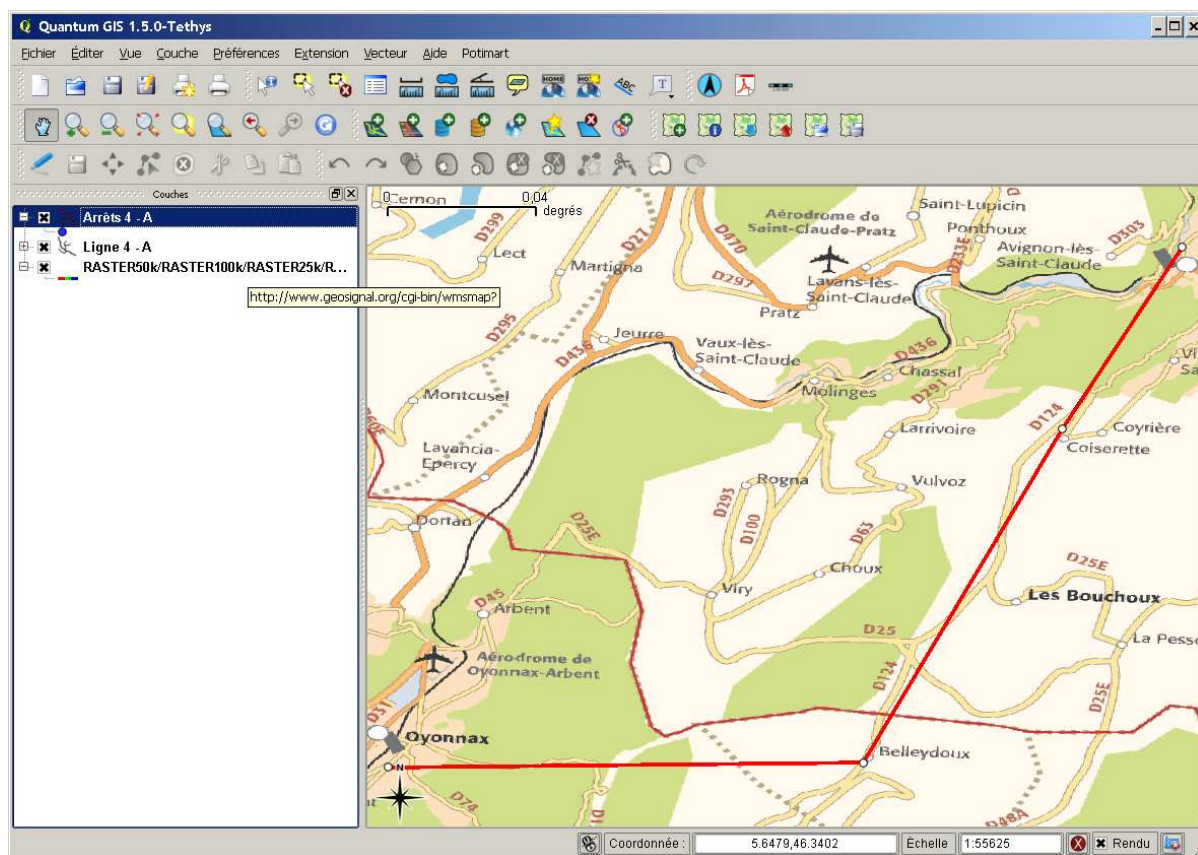 Quantum GIS 1.5.0-Tethys
Fichier Éditer Vue Couche Préférences Extension Vecteur Aide Potimart
Couches
Arrêts 4 - A
Ligne 4 - A
RASTER50k/RASTER100k/RASTER25k/R...
http://www.geosignal.org/cgi-bin/wmsmap?
0 0,04
degrés
Cernon
D299
Lect
D27
Martigna
D470
D297
Aérodrome de
Saint-Claude-Pratz
Saint-Lupicin
Ponthoux
D233E
Avignon-lès-
Saint-Claude
D303
Lavans-lès-
Saint-Claude
Pratz
D295
D436
Jeurre
Vaux-lès-
Saint-Claude
D436
Chassal
Molinges
D291
Montcusel
Larrivoire
D124
Coyrière
Coiserette
Lavancia-
Epercy
Rogna
Vulvoz
D293
D100
D63
Dortan
D25E
Choux
D25E
Viry
Les Bouchoux
D45
Arbent
D25
La Pesse
Aérodrome de
Oyonnax-Arbent
D124
D25E
D31
Oyonnax
Belleydoux
N
D74
D48A
Coordonnée : 5.6479,46.3402 Échelle 1:55625 Rendu